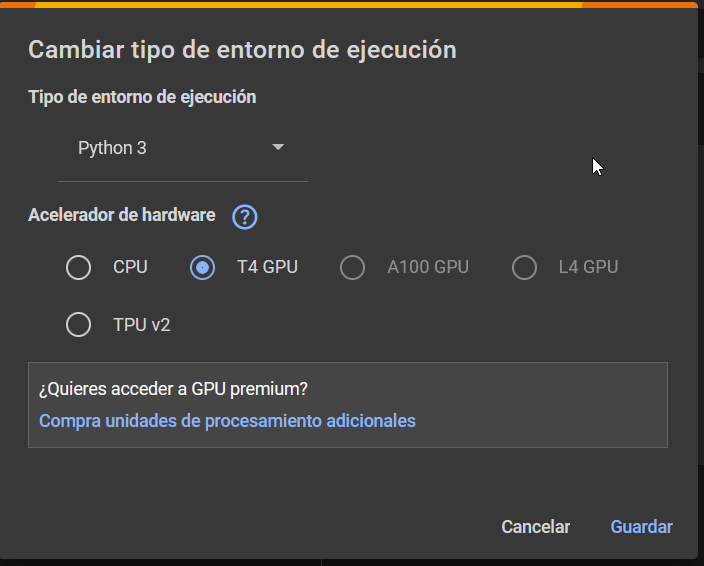 Cambiar tipo de entorno de ejecución
Tipo de entorno de ejecución
Python 3
Acelerador de hardware ?
CPU T4 GPU A100 GPU L4 GPU
TPU v2
¿Quieres acceder a GPU premium?
Compra unidades de procesamiento adicionales
Cancelar Guardar